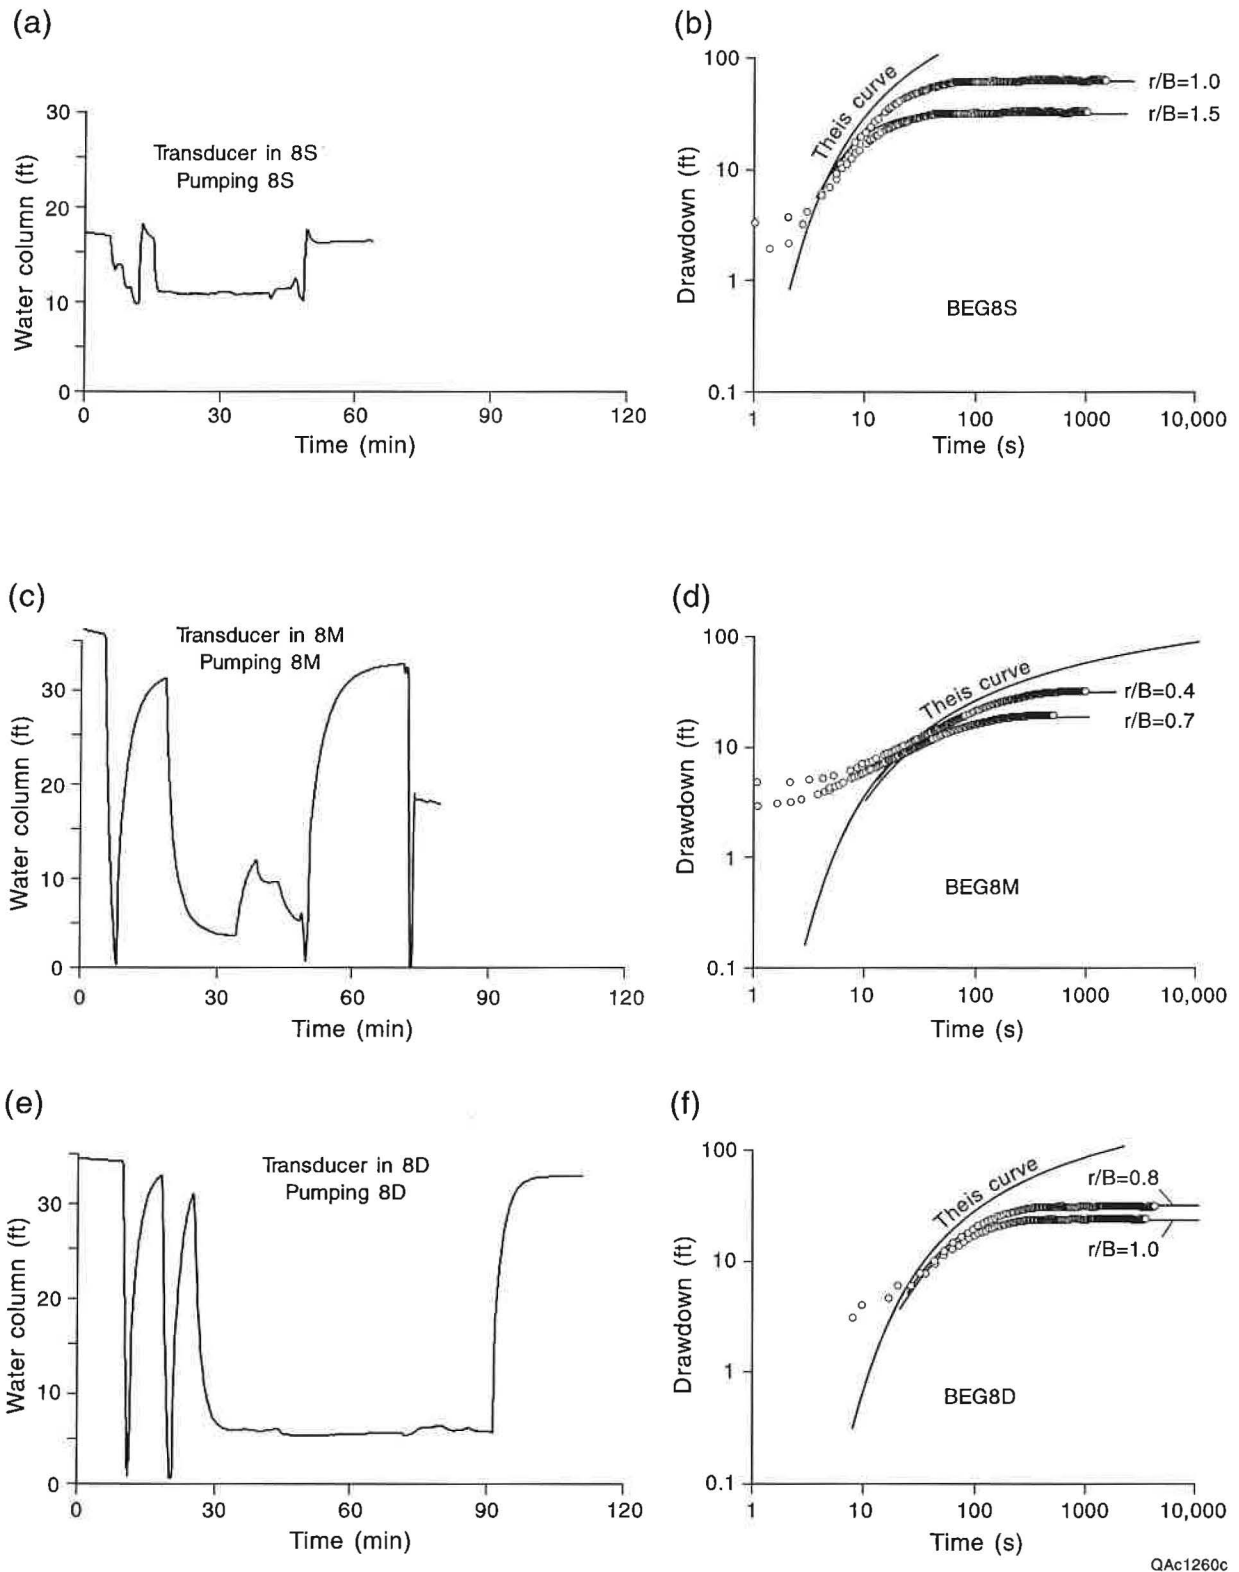 (a)
30
20
10
0
Water column (ft)
Transducer in 8S
Pumping 8S
0 30 60 90 120
Time (min)
(b)
100
10
1
0.1
Drawdown (ft)
Theis curve
r/B=1.0
r/B=1.5
BEG8S
1 10 100 1000 10,000
Time (s)
(c)
30
20
10
0
Water column (ft)
Transducer in 8M
Pumping 8M
0 30 60 90 120
Time (min)
(d)
100
10
1
0.1
Drawdown (ft)
Theis curve
r/B=0.4
r/B=0.7
BEG8M
1 10 100 1000 10,000
Time (s)
(e)
30
20
10
0
Water column (ft)
Transducer in 8D
Pumping 8D
0 30 60 90 120
Time (min)
(f)
100
10
1
0.1
Drawdown (ft)
Theis curve
r/B=0.8
r/B=1.0
BEG8D
1 10 100 1000 10,000
Time (s)
QAc1260c